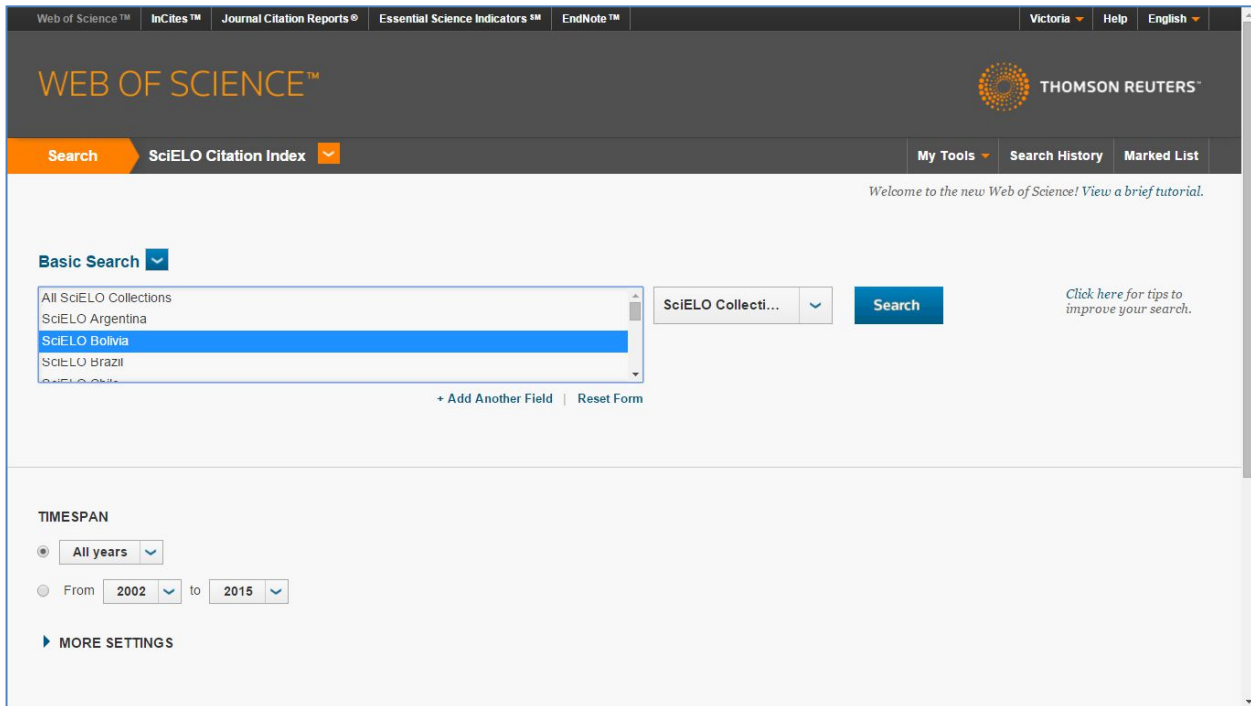 Web of Science™ InCites™ Journal Citation Reports® Essential Science Indicators℠ EndNote™ Victoria Help English
WEB OF SCIENCE™
THOMSON REUTERS™
Search SciELO Citation Index My Tools Search History Marked List
Welcome to the new Web of Science! View a brief tutorial.
Basic Search
All SciELO Collections
SciELO Argentina
SciELO Bolivia
SciELO Brazil
SciELO Chile
SciELO Collecti...
Search
Click here for tips to
improve your search.
+ Add Another Field | Reset Form
TIMESPAN
All years
From 2002 to 2015
MORE SETTINGS